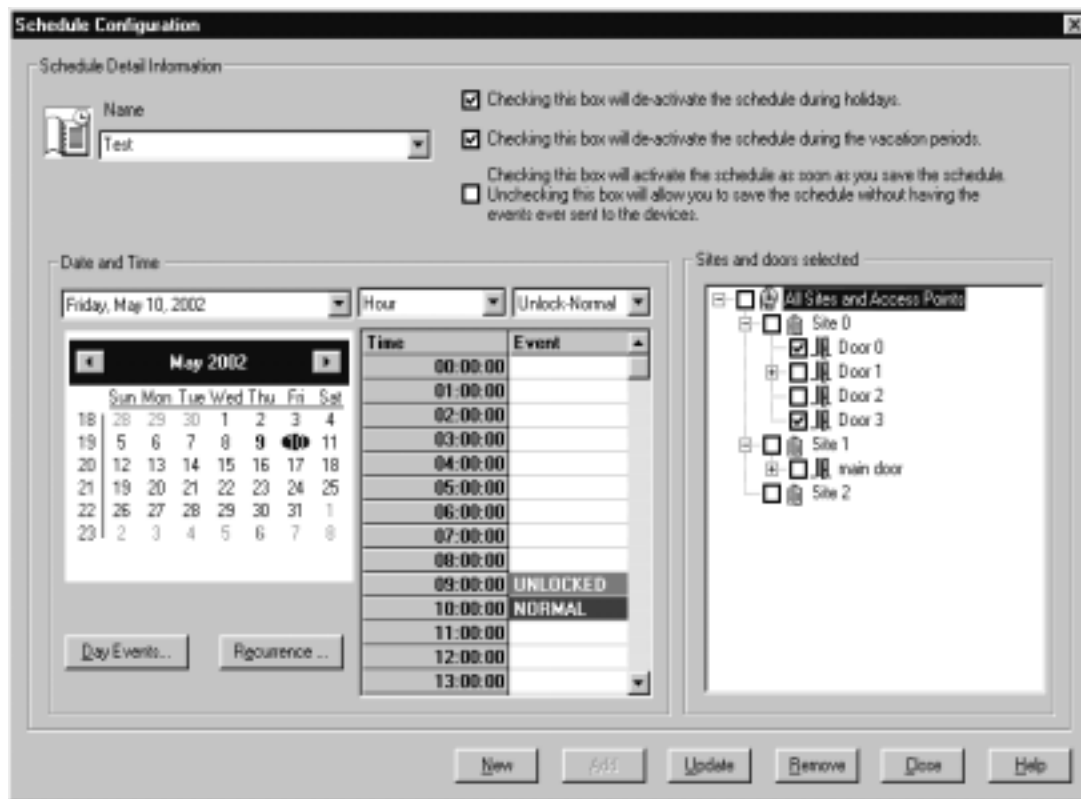 Schedule Configuration
Schedule Detail Information
Name
Test
Checking this box will de-activate the schedule during holidays.
Checking this box will de-activate the schedule during the vacation periods.
Checking this box will activate the schedule as soon as you save the schedule.
Unchecking this box will allow you to save the schedule without having the
events ever sent to the devices.
Date and Time
Friday, May 10, 2002
Hour
Unlock-Normal
May 2002
Sun Mon Tue Wed Thu Fri Sat
18 28 29 30 1 2 3 4
19 5 6 7 8 9 10 11
20 12 13 14 15 16 17 18
21 19 20 21 22 23 24 25
22 26 27 28 29 30 31 1
23 2 3 4 5 6 7 8
Day Events...
Recurrence ...
Time Event
00:00:00
01:00:00
02:00:00
03:00:00
04:00:00
05:00:00
06:00:00
07:00:00
08:00:00
09:00:00 UNLOCKED
10:00:00 NORMAL
11:00:00
12:00:00
13:00:00
Sites and doors selected
All Sites and Access Points
Site 0
Door 0
Door 1
Door 2
Door 3
Site 1
main door
Site 2
New
Add
Update
Remove
Close
Help